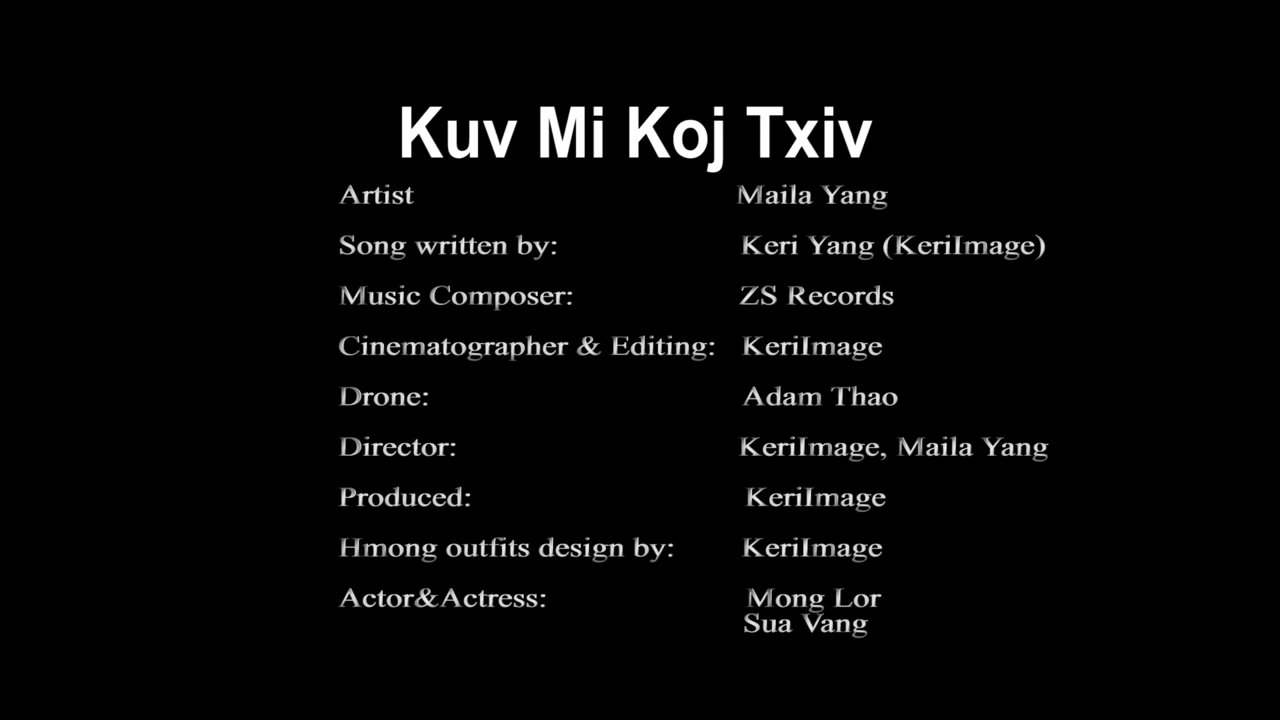 Kuv Mi Koj Txiv
Artist Maila Yang
Song written by: Keri Yang (KeriImage)
Music Composer: ZS Records
Cinematographer & Editing: KeriImage
Drone: Adam Thao
Director: KeriImage, Maila Yang
Produced: KeriImage
Hmong outfits design by: KeriImage
Actor&Actress: Mong Lor
Sua Vang